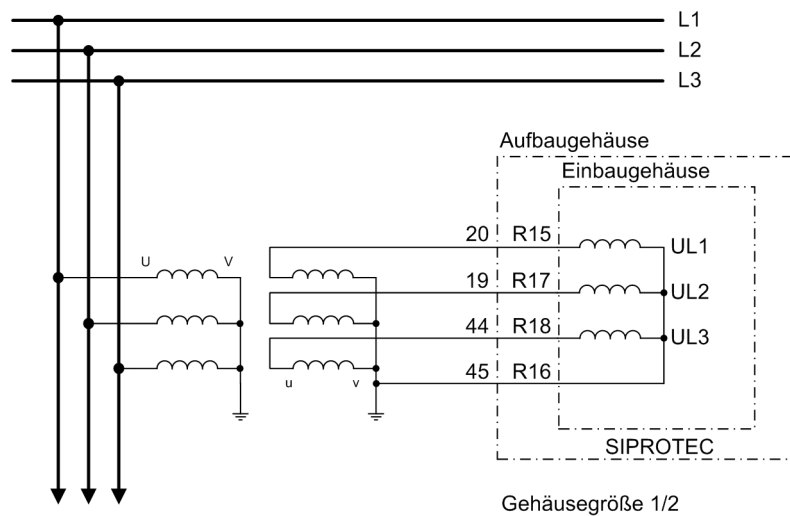 L1
L2
L3
Aufbaugehäuse
Einbaugehäuse
20 R15 UL1
U V
19 R17 UL2
44 R18 UL3
45 R16
u v
SIPROTEC
Gehäusegröße 1/2